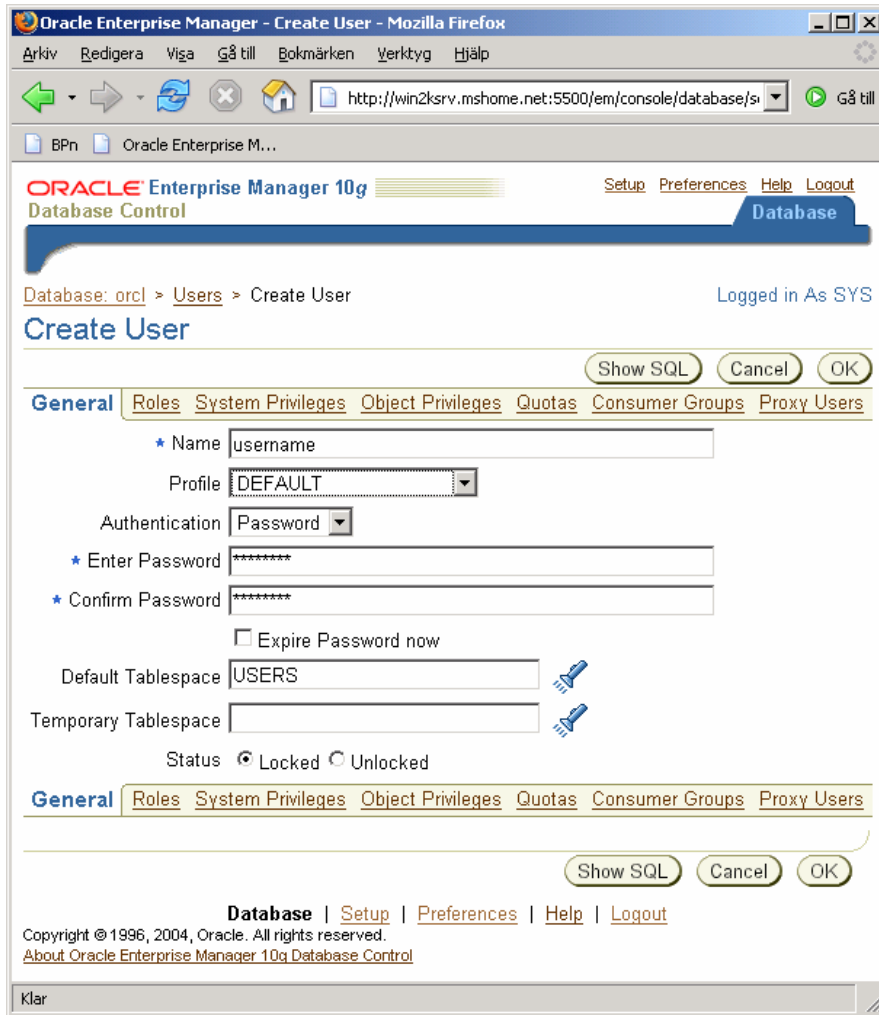 Oracle Enterprise Manager - Create User - Mozilla Firefox
Arkiv Redigera Visa Gå till Bokmärken Verktyg Hjälp
http://win2ksrv.mshome.net:5500/em/console/database/s Gå till
BPn Oracle Enterprise M...
ORACLE Enterprise Manager 10g
Setup Preferences Help Logout
Database Control
Database
Database: orcl > Users > Create User
Logged in As SYS
Create User
Show SQL Cancel OK
General Roles System Privileges Object Privileges Quotas Consumer Groups Proxy Users
* Name username
Profile DEFAULT
Authentication Password
* Enter Password ********
* Confirm Password ********
Expire Password now
Default Tablespace USERS
Temporary Tablespace
Status Locked Unlocked
General Roles System Privileges Object Privileges Quotas Consumer Groups Proxy Users
Show SQL Cancel OK
Database | Setup | Preferences | Help | Logout
Copyright © 1996, 2004, Oracle. All rights reserved.
About Oracle Enterprise Manager 10g Database Control
Klar